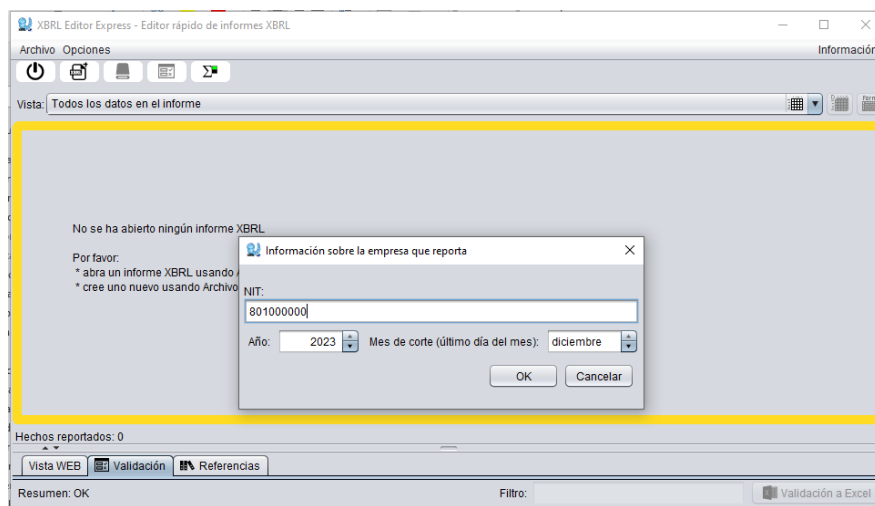 XBRL Editor Express - Editor rápido de informes XBRL
Archivo Opciones Información
Vista: Todos los datos en el informe
No se ha abierto ningún informe XBRL
Por favor:
* abra un informe XBRL usando
* cree uno nuevo usando Archivo
Información sobre la empresa que reporta
NIT:
801000000
Año: 2023 Mes de corte (último día del mes): diciembre
OK Cancelar
Hechos reportados: 0
Vista WEB Validación Referencias
Resumen: OK Filtro: Validación a Excel